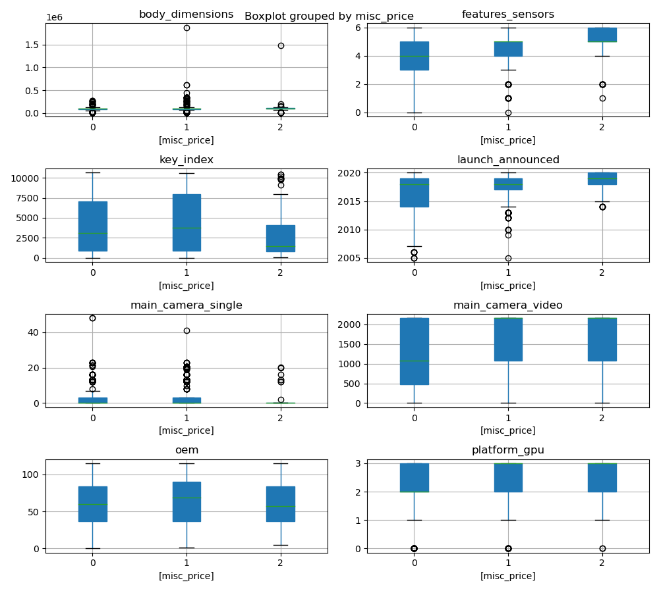 Boxplot grouped by misc_price
body_dimensions
features_sensors
1e6
1.5
1.0
0.5
0.0
0 1 2
[misc_price]
6
4
2
0
0 1 2
[misc_price]
key_index
launch_announced
10000
7500
5000
2500
0
0 1 2
[misc_price]
2020
2015
2010
2005
0 1 2
[misc_price]
main_camera_single
main_camera_video
40
20
0
0 1 2
[misc_price]
2000
1500
1000
500
0
0 1 2
[misc_price]
oem
platform_gpu
100
50
0
0 1 2
[misc_price]
3
2
1
0
0 1 2
[misc_price]